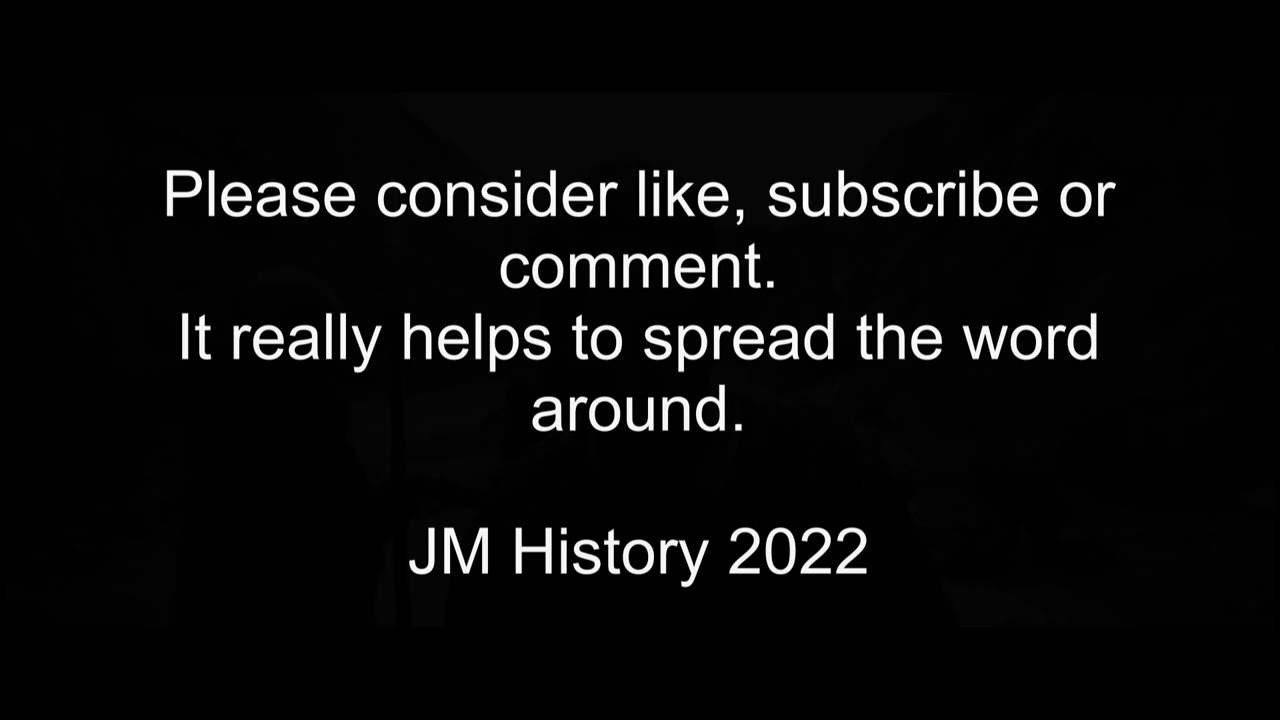 Please consider like, subscribe or
comment.
It really helps to spread the word
around.
JM History 2022